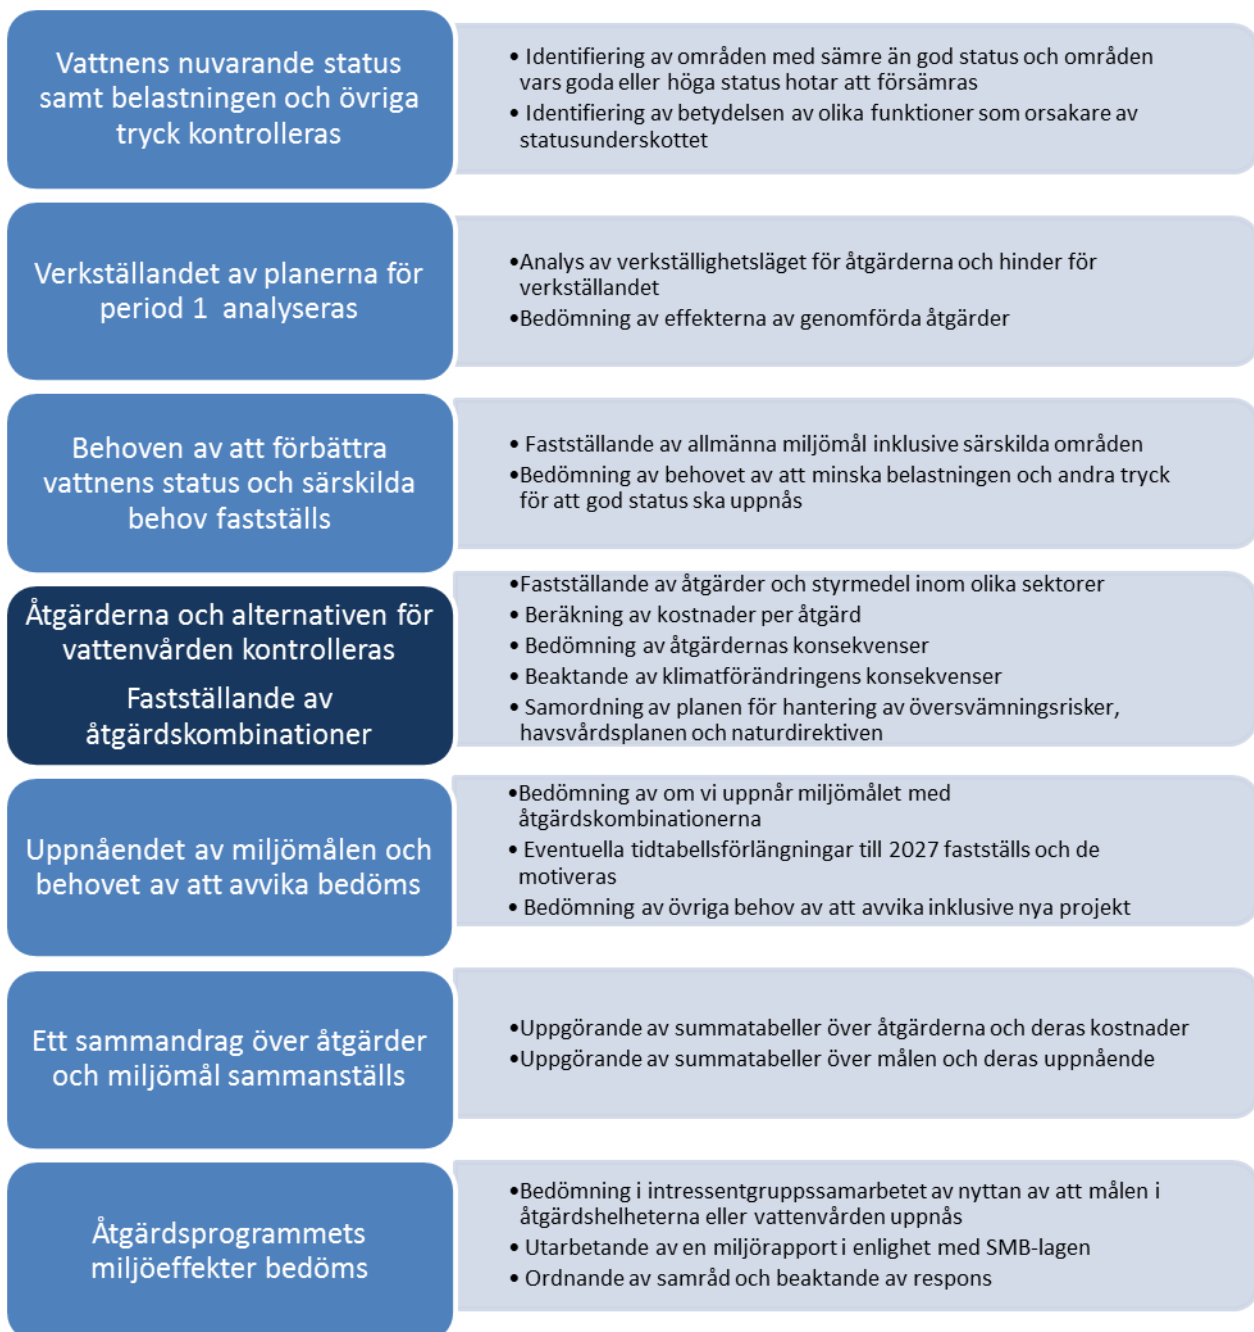 Vattnens nuvarande status
samt belastningen och övriga
tryck kontrolleras
• Identifiering av områden med sämre än god status och områden
vars goda eller höga status hotar att försämras
• Identifiering av betydelsen av olika funktioner som orsakare av
statusunderskottet
Verkställandet av planerna för
period 1 analyseras
•Analys av verkställighetsläget för åtgärderna och hinder för
verkställandet
•Bedömning av effekterna av genomförda åtgärder
Behoven av att förbättra
vattnens status och särskilda
behov fastställs
• Fastställande av allmänna miljömål inklusive särskilda områden
•Bedömning av behovet av att minska belastningen och andra tryck
för att god status ska uppnås
Åtgärderna och alternativen för
vattenvården kontrolleras
Fastställande av
åtgärdskombinationer
•Fastställande av åtgärder och styrmedel inom olika sektorer
• Beräkning av kostnader per åtgärd
• Bedömning av åtgärdernas konsekvenser
• Beaktande av klimatförändringens konsekvenser
• Samordning av planen för hantering av översvämningsrisker,
havsvårdsplanen och naturdirektiven
Uppnåendet av miljömålen och
behovet av att avvika bedöms
•Bedömning av om vi uppnår miljömålet med
åtgärdskombinationerna
• Eventuella tidtabellsförlängningar till 2027 fastställs och de
motiveras
• Bedömning av övriga behov av att avvika inklusive nya projekt
Ett sammandrag över åtgärder
och miljömål sammanställs
•Uppgörande av summatabeller över åtgärderna och deras kostnader
•Uppgörande av summatabeller över målen och deras uppnående
Åtgärdsprogrammets
miljöeffekter bedöms
•Bedömning i intressentgruppssamarbetet av nyttan av att målen i
åtgärdshelheterna eller vattenvården uppnås
• Utarbetande av en miljörapport i enlighet med SMB-lagen
• Ordnande av samråd och beaktande av respons